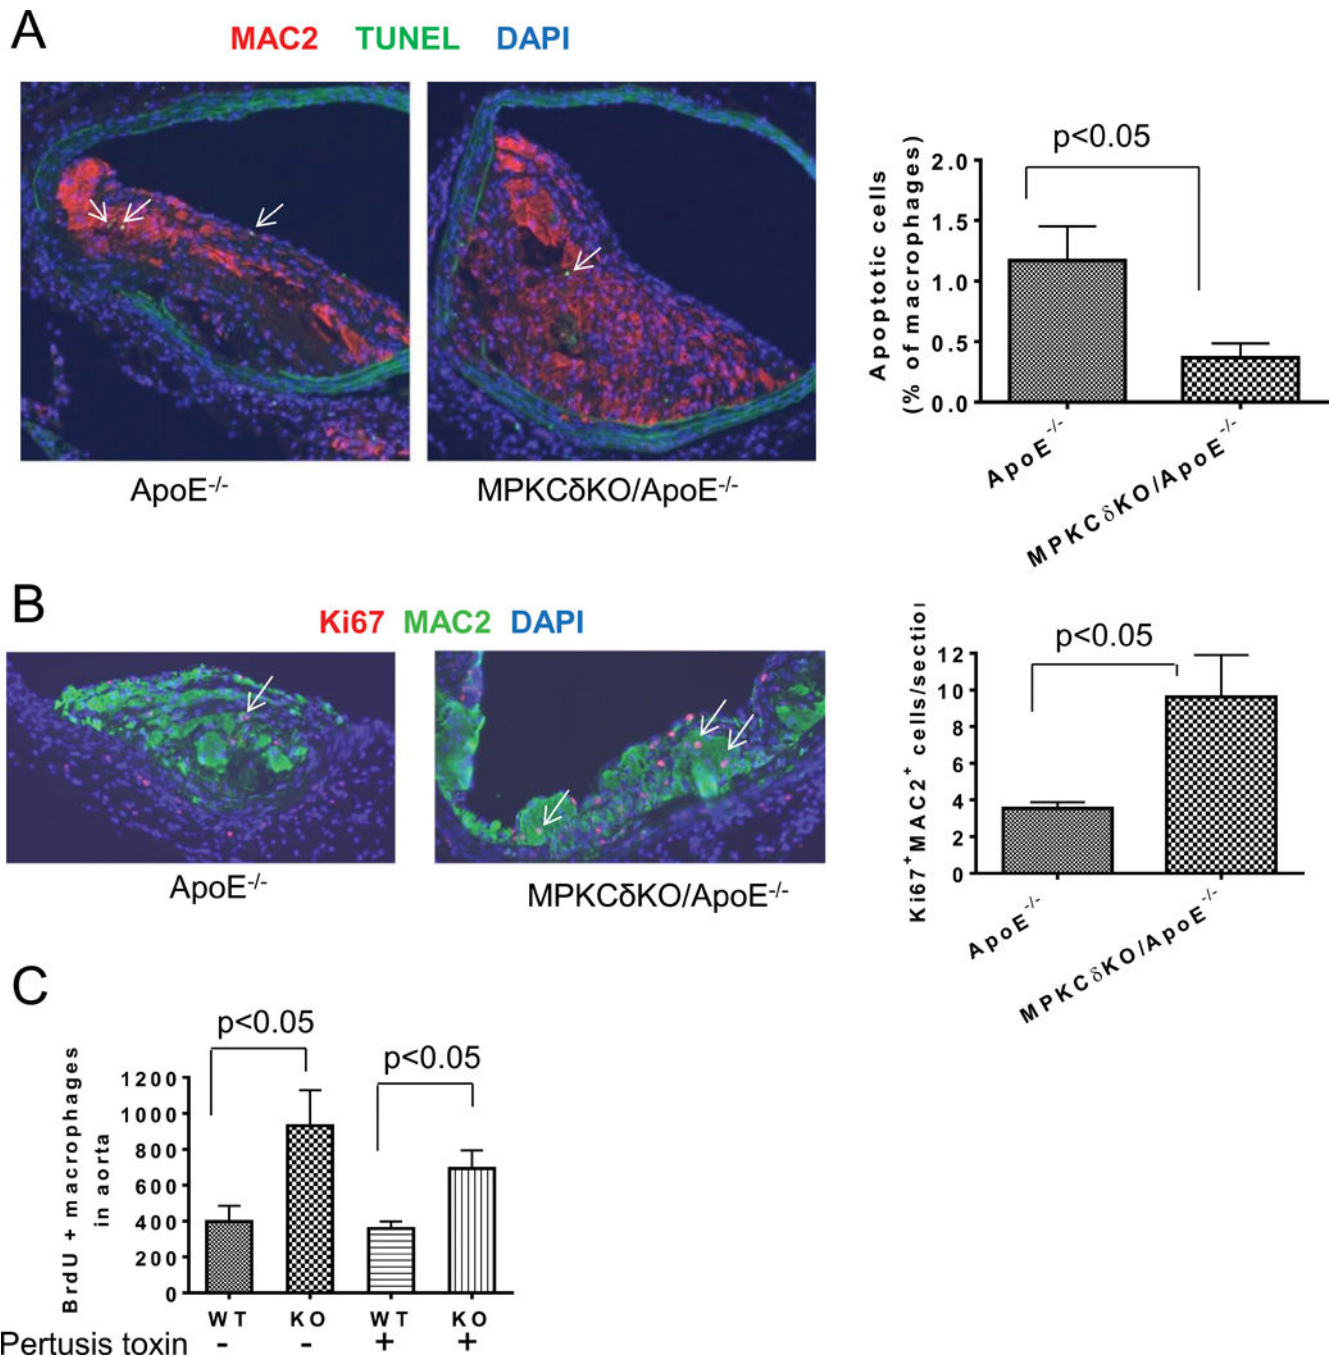 A
MAC2 TUNEL DAPI
ApoE-/-
MPKCδKO/ApoE-/-
p<0.05
Apoptotic cells
(% of macrophages)
2.0
1.5
1.0
0.5
0.0
ApoE-/-
MPKCδKO/ApoE-/-
B
Ki67 MAC2 DAPI
ApoE-/-
MPKCδKO/ApoE-/-
p<0.05
Ki67+MAC2+ cells/section
12
10
8
6
4
2
0
ApoE-/-
MPKCδKO/ApoE-/-
C
p<0.05
p<0.05
BrdU + macrophages
in aorta
1200
1000
800
600
400
200
0
WT KO WT KO
Pertusis toxin - - + +